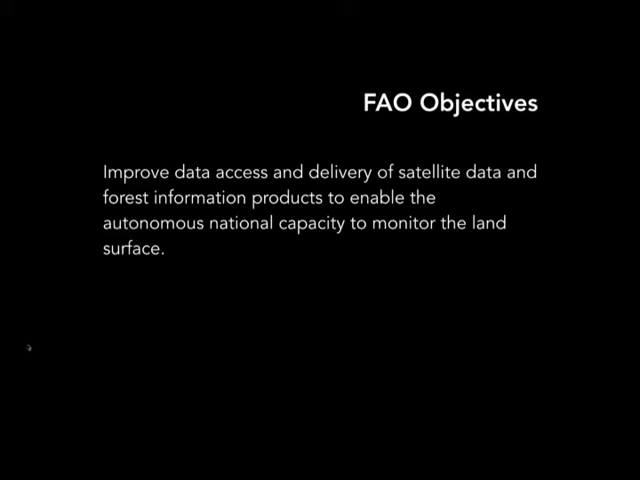 FAO Objectives
Improve data access and delivery of satellite data and
forest information products to enable the
autonomous national capacity to monitor the land
surface.